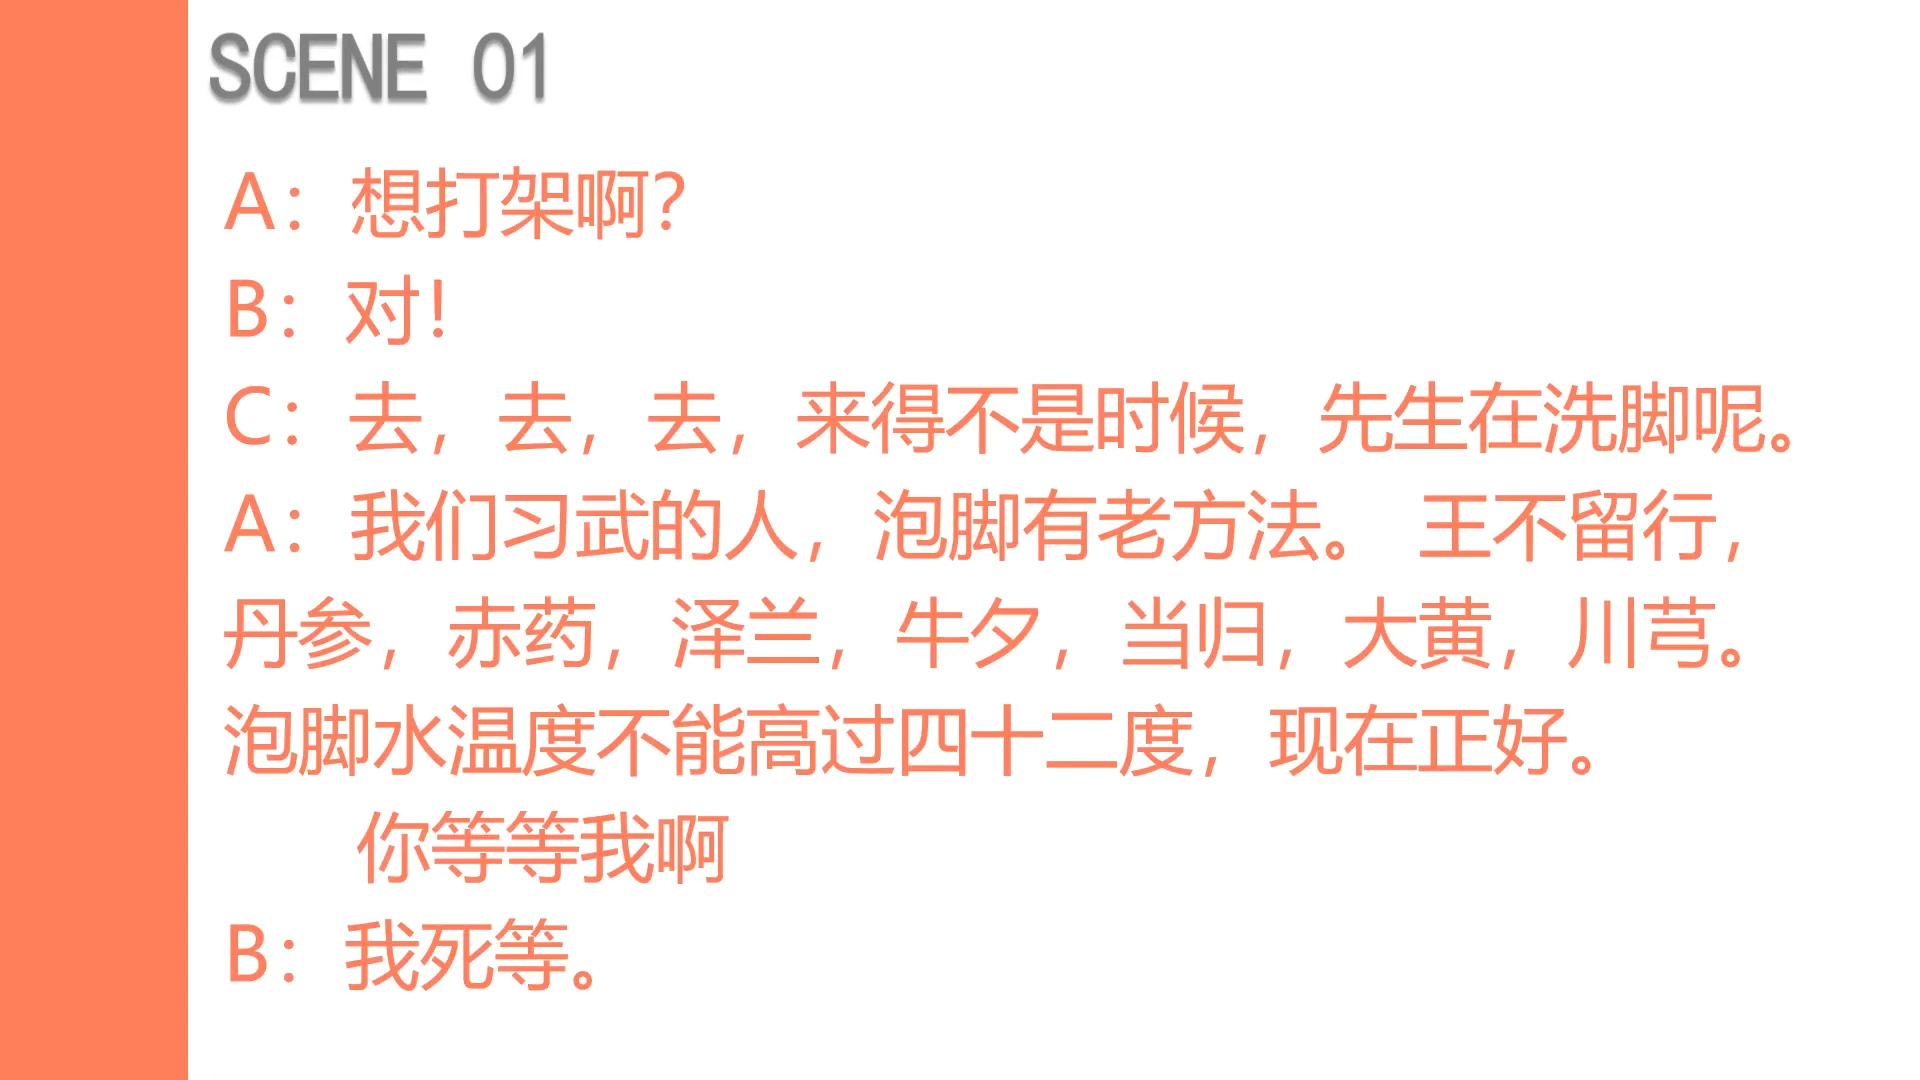 SCENE 01
A：想打架啊？
B：对！
C：去，去，去，来得不是时候，先生在洗脚呢。
A：我们习武的人，泡脚有老方法。 王不留行，
丹参，赤药，泽兰，牛夕，当归，大黄，川芎。
泡脚水温度不能高过四十二度，现在正好。
你等等我啊
B：我死等。